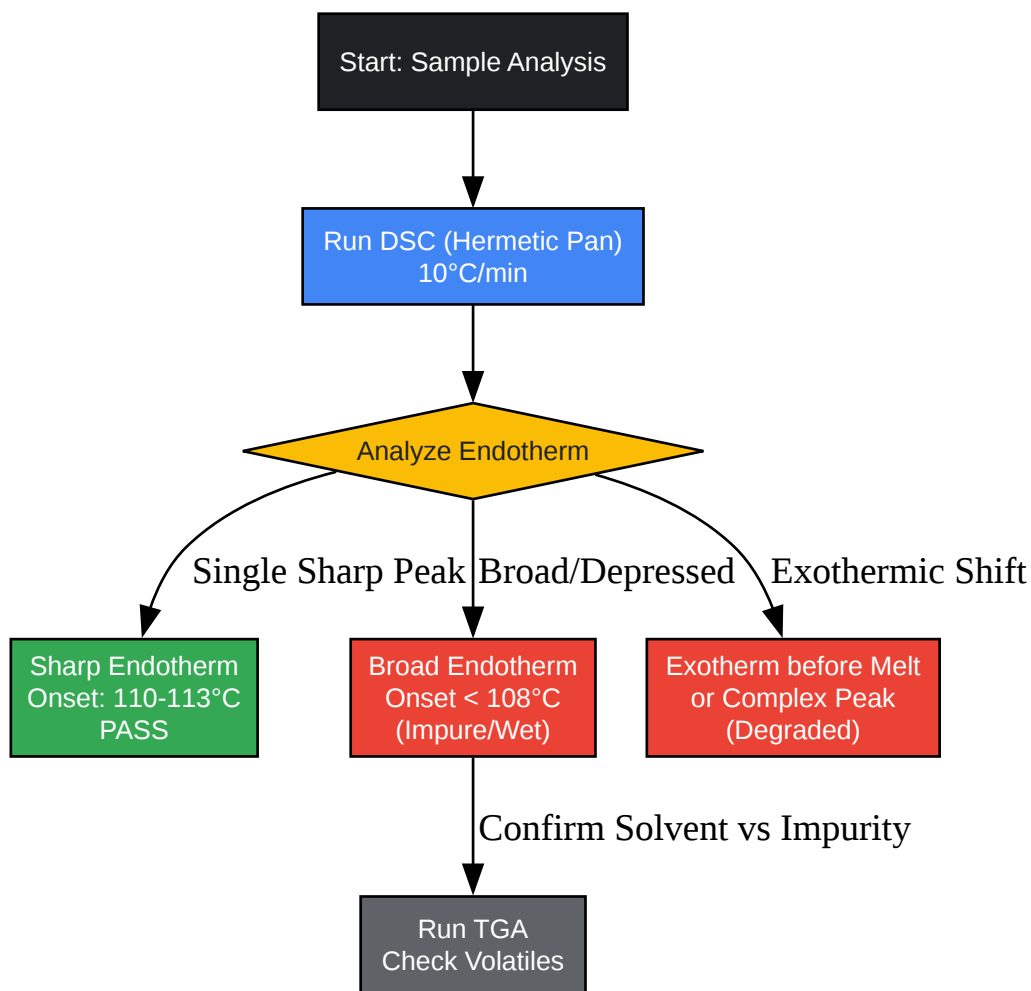 Start: Sample Analysis
Run DSC (Hermetic Pan)
10°C/min
Analyze Endotherm
Single Sharp Peak
Broad/Depressed
Exothermic Shift
Sharp Endotherm
Onset: 110-113°C
PASS
Broad Endotherm
Onset < 108°C
(Impure/Wet)
Exotherm before Melt
or Complex Peak
(Degraded)
Confirm Solvent vs Impurity
Run TGA
Check Volatiles